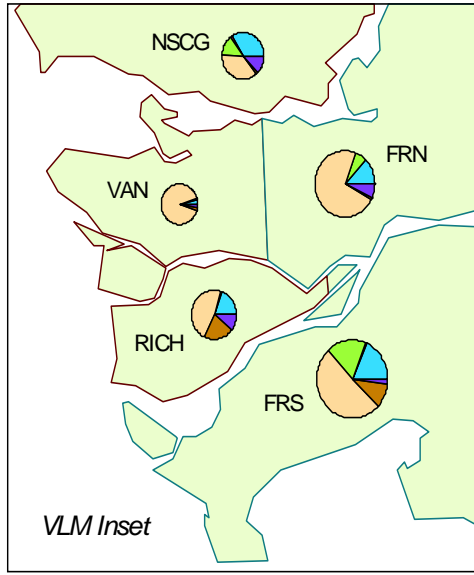 NSCG
FRN
VAN
RICH
FRS
VLM Inset